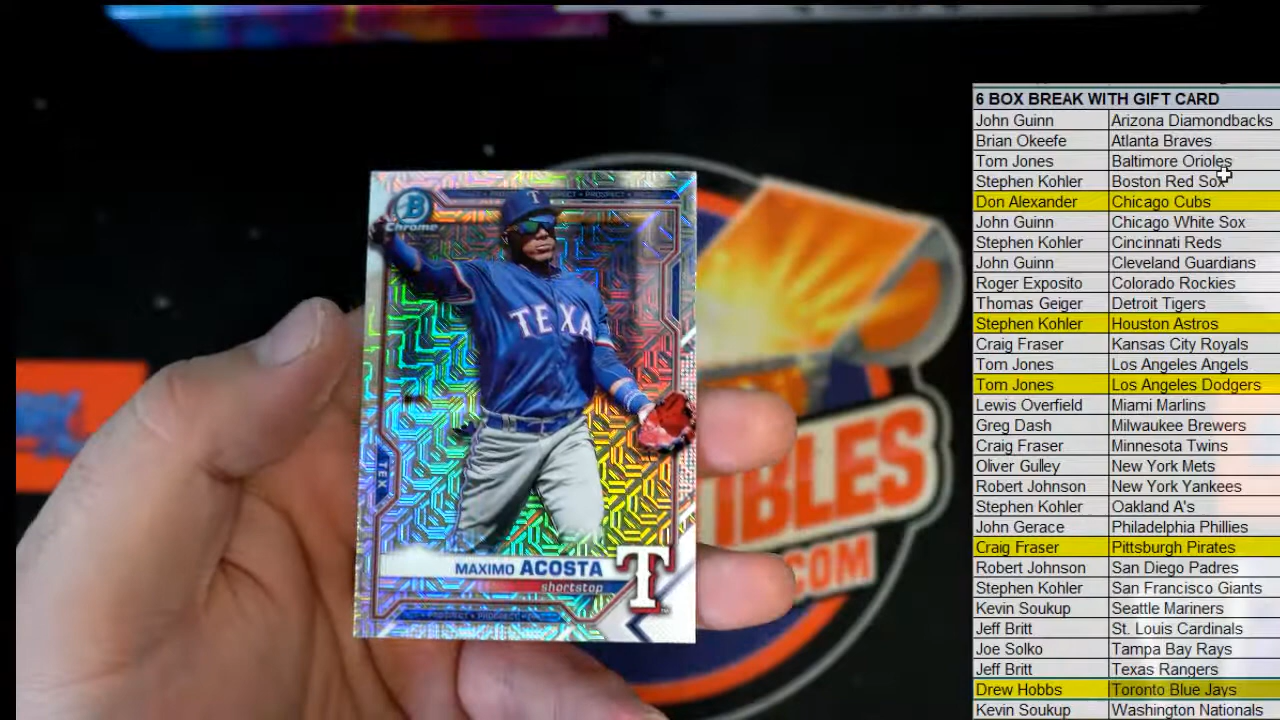 B
Chrome
T
TEXA
TEX
MAXIMO ACOSTA
shortstop
T
IBLES
.COM
6 BOX BREAK WITH GIFT CARD
John Guinn Arizona Diamondbacks
Brian Okeefe Atlanta Braves
Tom Jones Baltimore Orioles
Stephen Kohler Boston Red Sox
Don Alexander Chicago Cubs
John Guinn Chicago White Sox
Stephen Kohler Cincinnati Reds
John Guinn Cleveland Guardians
Roger Exposito Colorado Rockies
Thomas Geiger Detroit Tigers
Stephen Kohler Houston Astros
Craig Fraser Kansas City Royals
Tom Jones Los Angeles Angels
Tom Jones Los Angeles Dodgers
Lewis Overfield Miami Marlins
Greg Dash Milwaukee Brewers
Craig Fraser Minnesota Twins
Oliver Gulley New York Mets
Robert Johnson New York Yankees
Stephen Kohler Oakland A's
John Gerace Philadelphia Phillies
Craig Fraser Pittsburgh Pirates
Robert Johnson San Diego Padres
Stephen Kohler San Francisco Giants
Kevin Soukup Seattle Mariners
Jeff Britt St. Louis Cardinals
Joe Solko Tampa Bay Rays
Jeff Britt Texas Rangers
Drew Hobbs Toronto Blue Jays
Kevin Soukup Washington Nationals